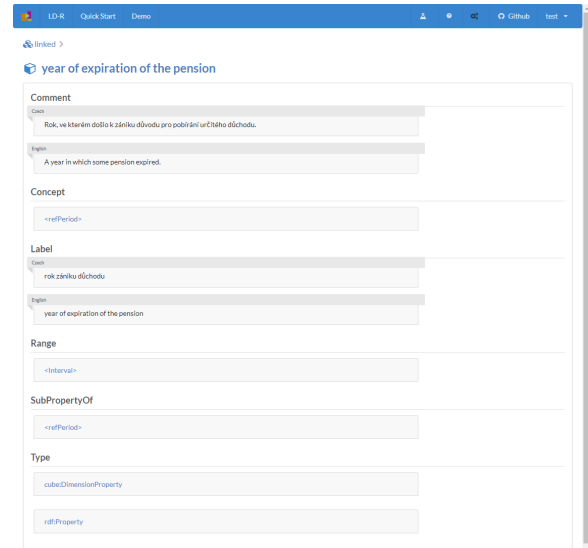 LD-R Quick Start Demo Github test
linked >
year of expiration of the pension
Comment
Czech
Rok, ve kterém došlo k zániku důvodu pro pobírání určitého důchodu.
English
A year in which some pension expired.
Concept
<refPeriod>
Label
Czech
rok zániku důchodu
English
year of expiration of the pension
Range
<Interval>
SubPropertyOf
<refPeriod>
Type
cube:DimensionProperty
rdf:Property